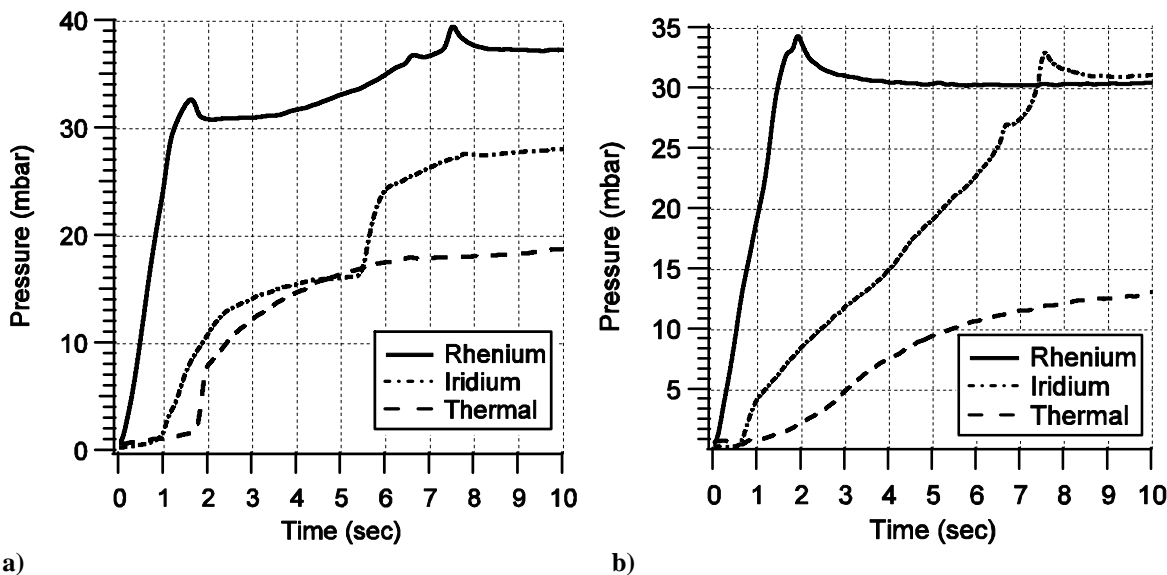 40
30
20
10
0
Pressure (mbar)
Rhenium
Iridium
Thermal
0 1 2 3 4 5 6 7 8 9 10
Time (sec)
a)
35
30
25
20
15
10
5
Pressure (mbar)
Rhenium
Iridium
Thermal
0 1 2 3 4 5 6 7 8 9 10
Time (sec)
b)